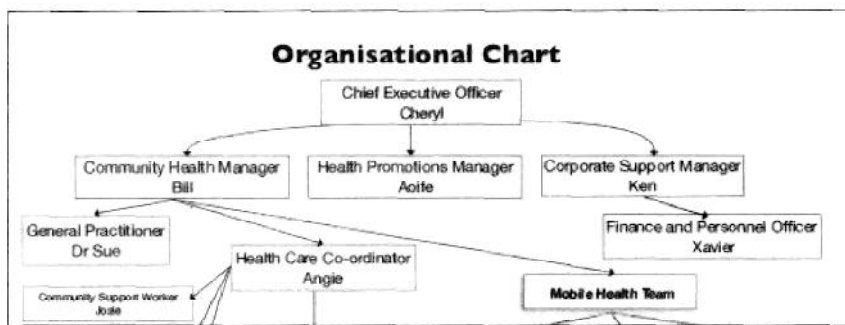 Organisational Chart
Chief Executive Officer
Cheryl
Community Health Manager
Bill
Health Promotions Manager
Aoife
Corporate Support Manager
Ken
General Practitioner
Dr Sue
Health Care Co-ordinator
Angie
Finance and Personnel Officer
Xavier
Community Support Worker
Josie
Mobile Health Team